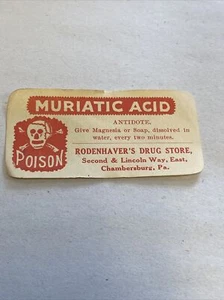 MURIATIC ACID
ANTIDOTE.
Give Magnesia or Soap, dissolved in
water, every two minutes.
POISON
RODENHAVER'S DRUG STORE,
Second & Lincoln Way, East,
Chambersburg, Pa.